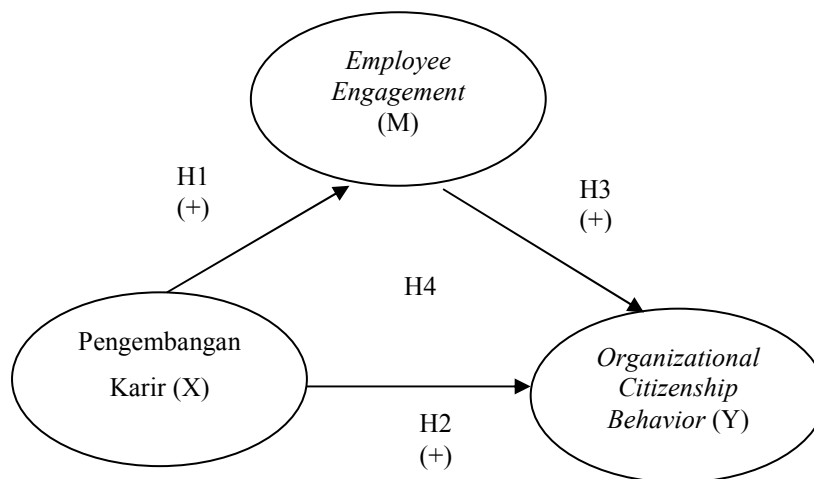 Employee
Engagement
(M)
H1
(+)
H3
(+)
H4
Pengembangan
Karir (X)
Organizational
Citizenship
Behavior (Y)
H2
(+)